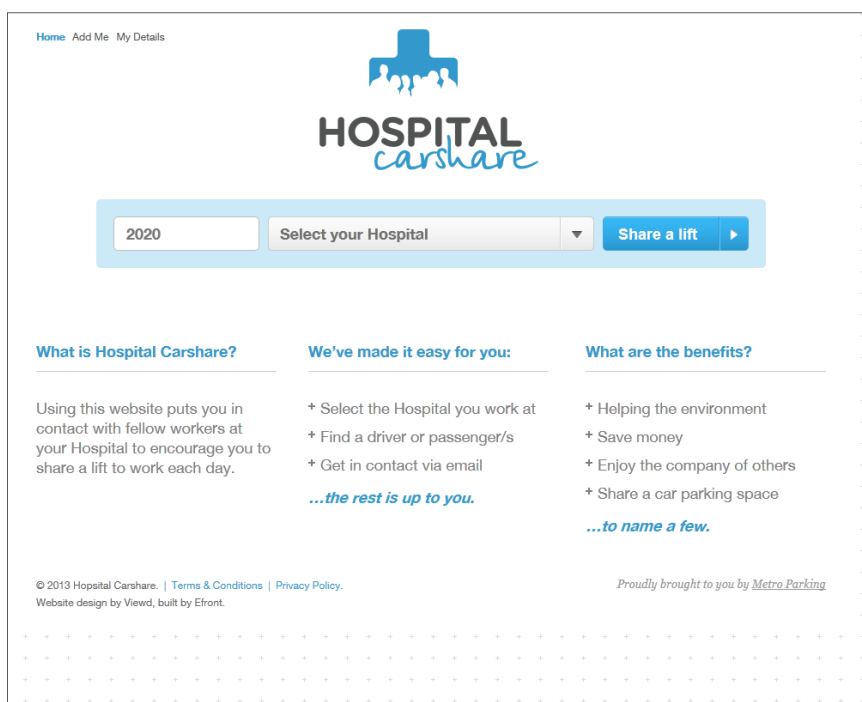 Home Add Me My Details
HOSPITAL
carshare
2020
Select your Hospital
Share a lift
What is Hospital Carshare?
Using this website puts you in
contact with fellow workers at
your Hospital to encourage you to
share a lift to work each day.
We've made it easy for you:
+ Select the Hospital you work at
+ Find a driver or passenger/s
+ Get in contact via email
...the rest is up to you.
What are the benefits?
+ Helping the environment
+ Save money
+ Enjoy the company of others
+ Share a car parking space
...to name a few.
© 2013 Hopsital Carshare. | Terms & Conditions | Privacy Policy.
Website design by Viewd, built by Efront.
Proudly brought to you by Metro Parking